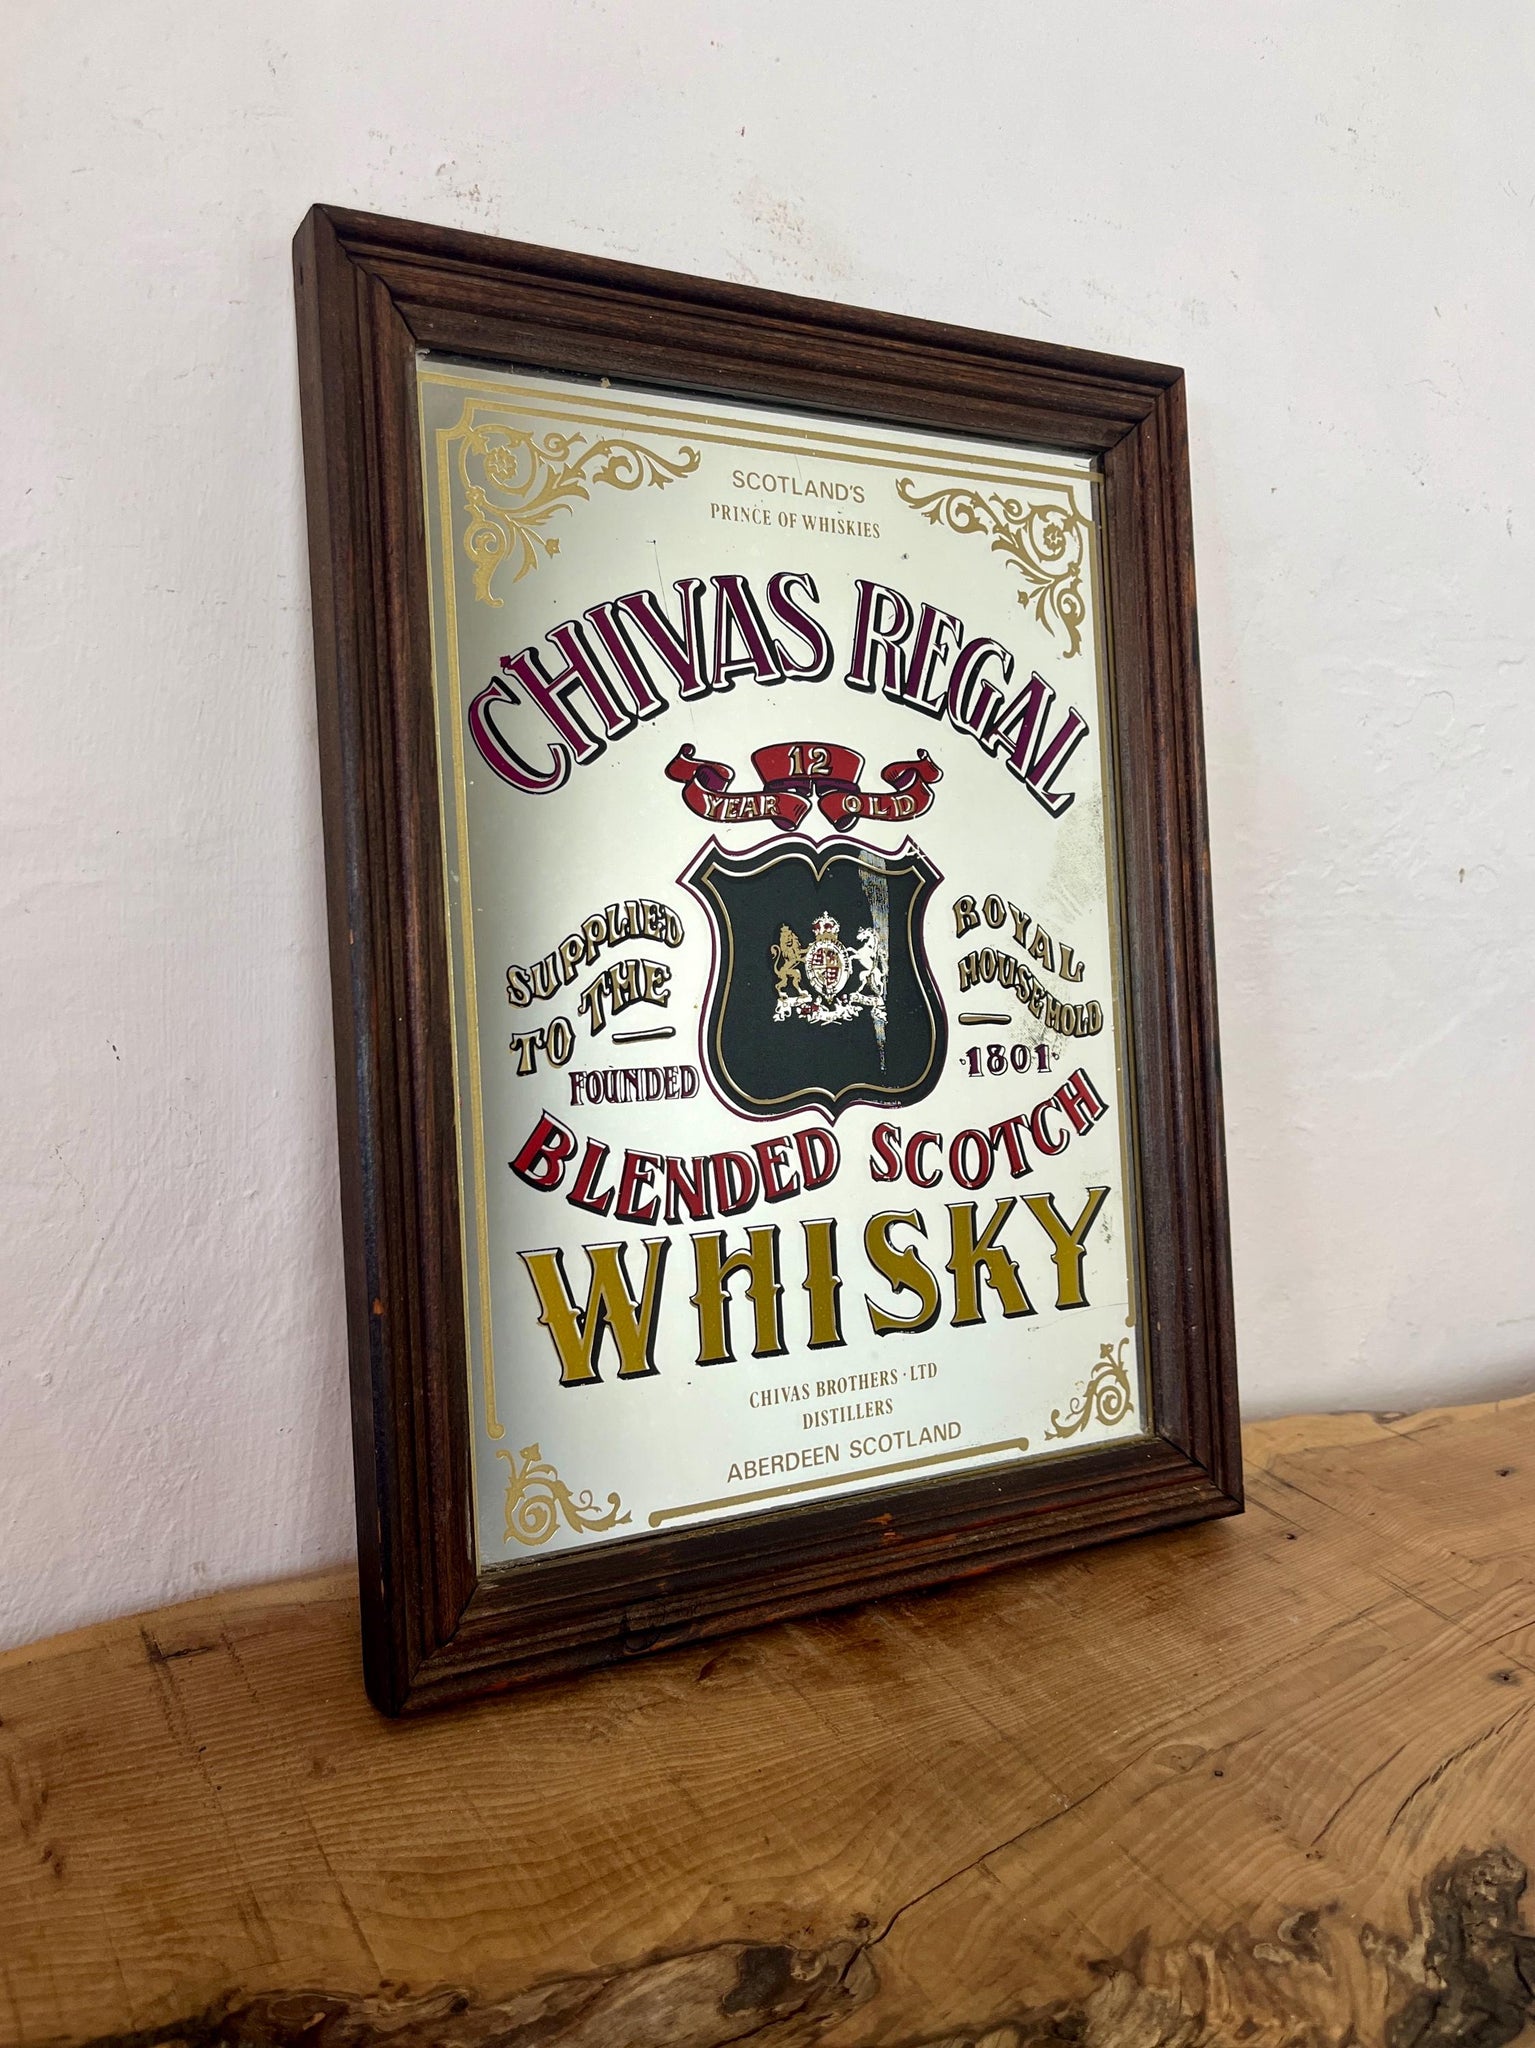 SCOTLAND'S
PRINCE OF WHISKIES
CHIVAS REGAL
12
YEAR OLD
SUPPLIED
TO THE
ROYAL
HOUSEHOLD
FOUNDED 1801
BLENDED SCOTCH
WHISKY
CHIVAS BROTHERS · LTD
DISTILLERS
ABERDEEN SCOTLAND